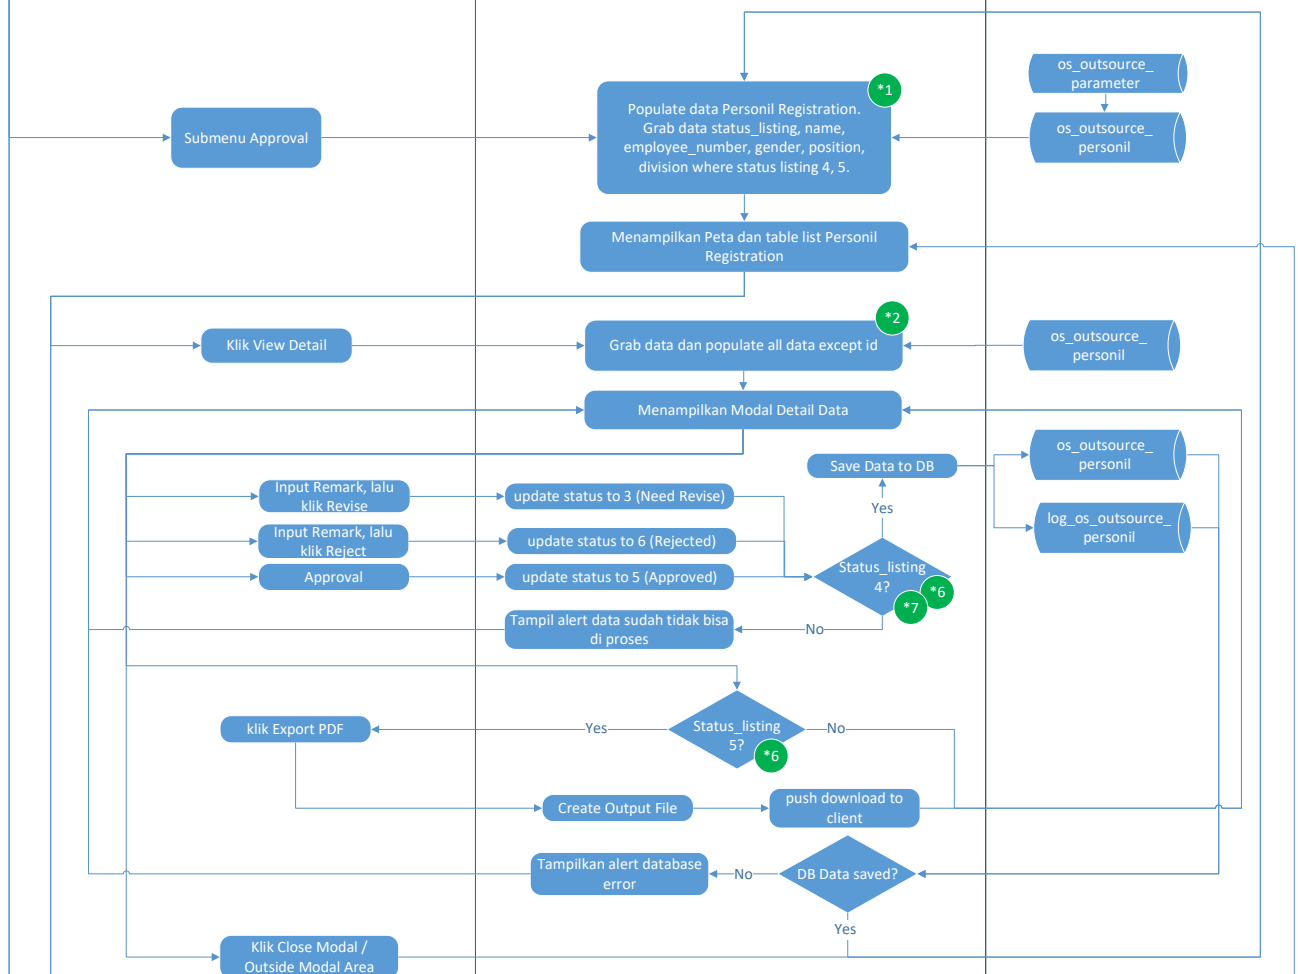 *1
os_outsource_
parameter
Submenu Approval
Populate data Personil Registration.
Grab data status_listing, name,
employee_number, gender, position,
division where status listing 4, 5.
os_outsource_
personil
Menampilkan Peta dan table list Personil
Registration
*2
Klik View Detail
Grab data dan populate all data except id
os_outsource_
personil
Menampilkan Modal Detail Data
Save Data to DB
os_outsource_
personil
Input Remark, lalu
klik Revise
update status to 3 (Need Revise)
Yes
log_os_outsource_
personil
Input Remark, lalu
klik Reject
update status to 6 (Rejected)
Approval
update status to 5 (Approved)
Status_listing
4?
*6
*7
Tampil alert data sudah tidak bisa
di proses
No
klik Export PDF
Yes
Status_listing
5?
*6
No
Create Output File
push download to
client
Tampilkan alert database
error
No
DB Data saved?
Yes
Klik Close Modal /
Outside Modal Area